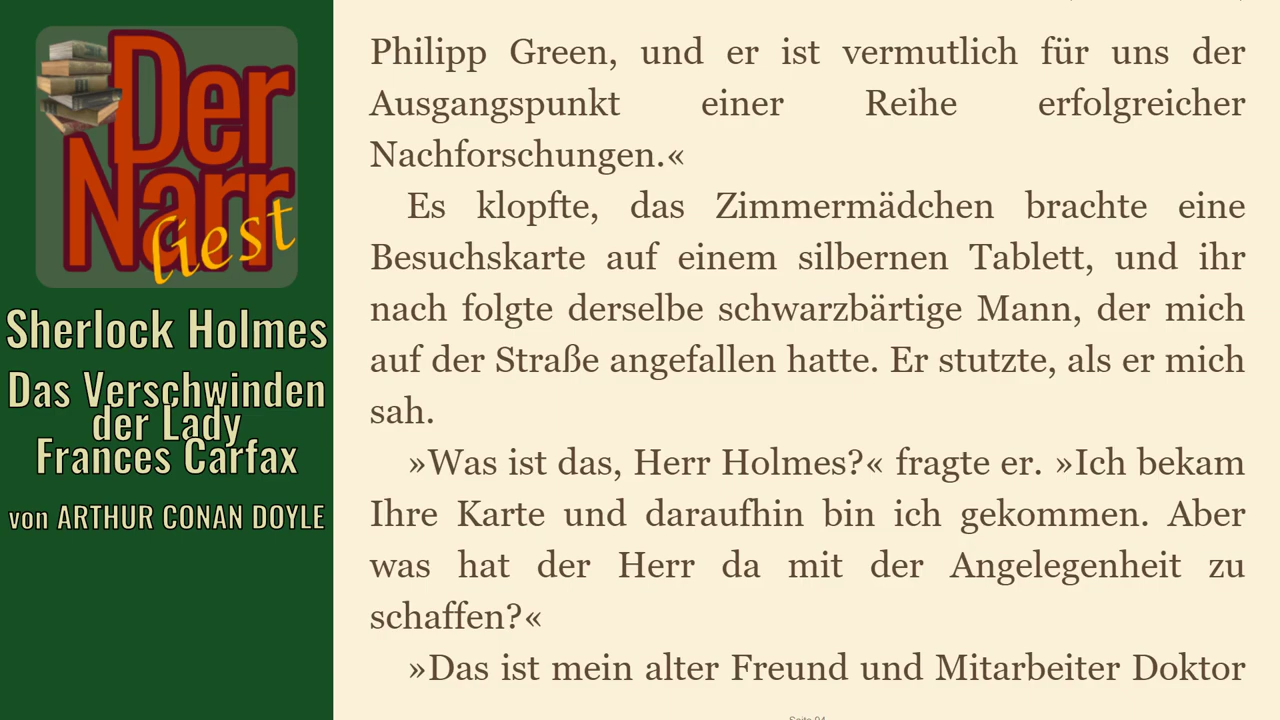 Der
Narr
liest
Sherlock Holmes
Das Verschwinden
der Lady
Frances Carfax
von ARTHUR CONAN DOYLE
Philipp Green, und er ist vermutlich für uns der
Ausgangspunkt einer Reihe erfolgreicher
Nachforschungen.«
Es klopfte, das Zimmermädchen brachte eine
Besuchskarte auf einem silbernen Tablett, und ihr
nach folgte derselbe schwarzbärtige Mann, der mich
auf der Straße angefallen hatte. Er stutzte, als er mich
sah.
»Was ist das, Herr Holmes?« fragte er. »Ich bekam
Ihre Karte und daraufhin bin ich gekommen. Aber
was hat der Herr da mit der Angelegenheit zu
schaffen?«
»Das ist mein alter Freund und Mitarbeiter Doktor